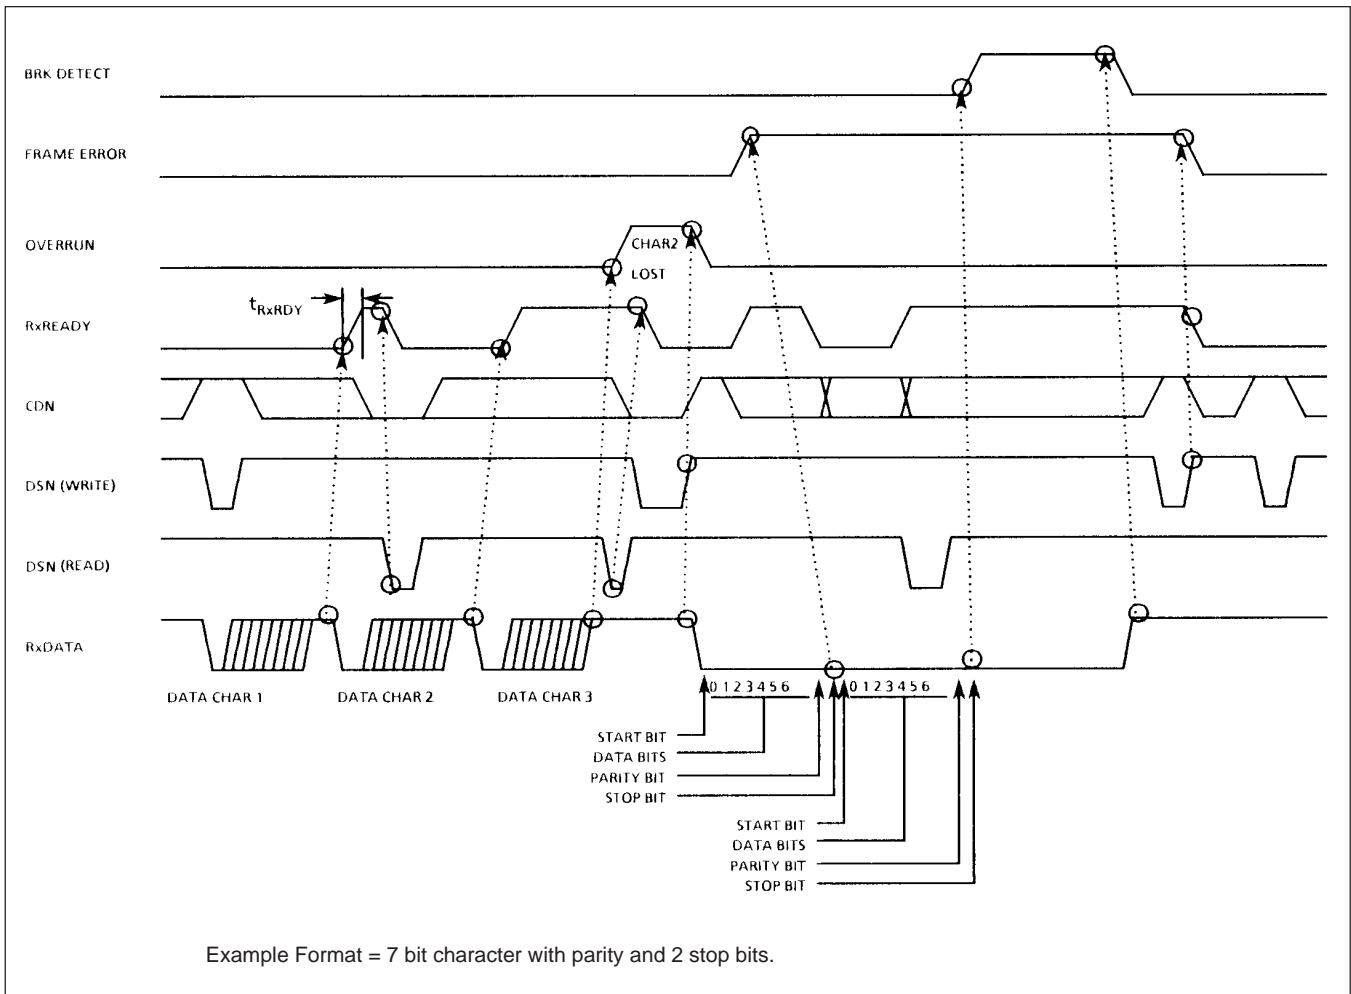 BRK DETECT
FRAME ERROR
OVERRUN
CHAR2
LOST
tRxRDY
RxREADY
CDN
DSN (WRITE)
DSN (READ)
RxDATA
DATA CHAR 1
DATA CHAR 2
DATA CHAR 3
0 1 2 3 4 5 6
0 1 2 3 4 5 6
START BIT
DATA BITS
PARITY BIT
STOP BIT
START BIT
DATA BITS
PARITY BIT
STOP BIT
Example Format = 7 bit character with parity and 2 stop bits.